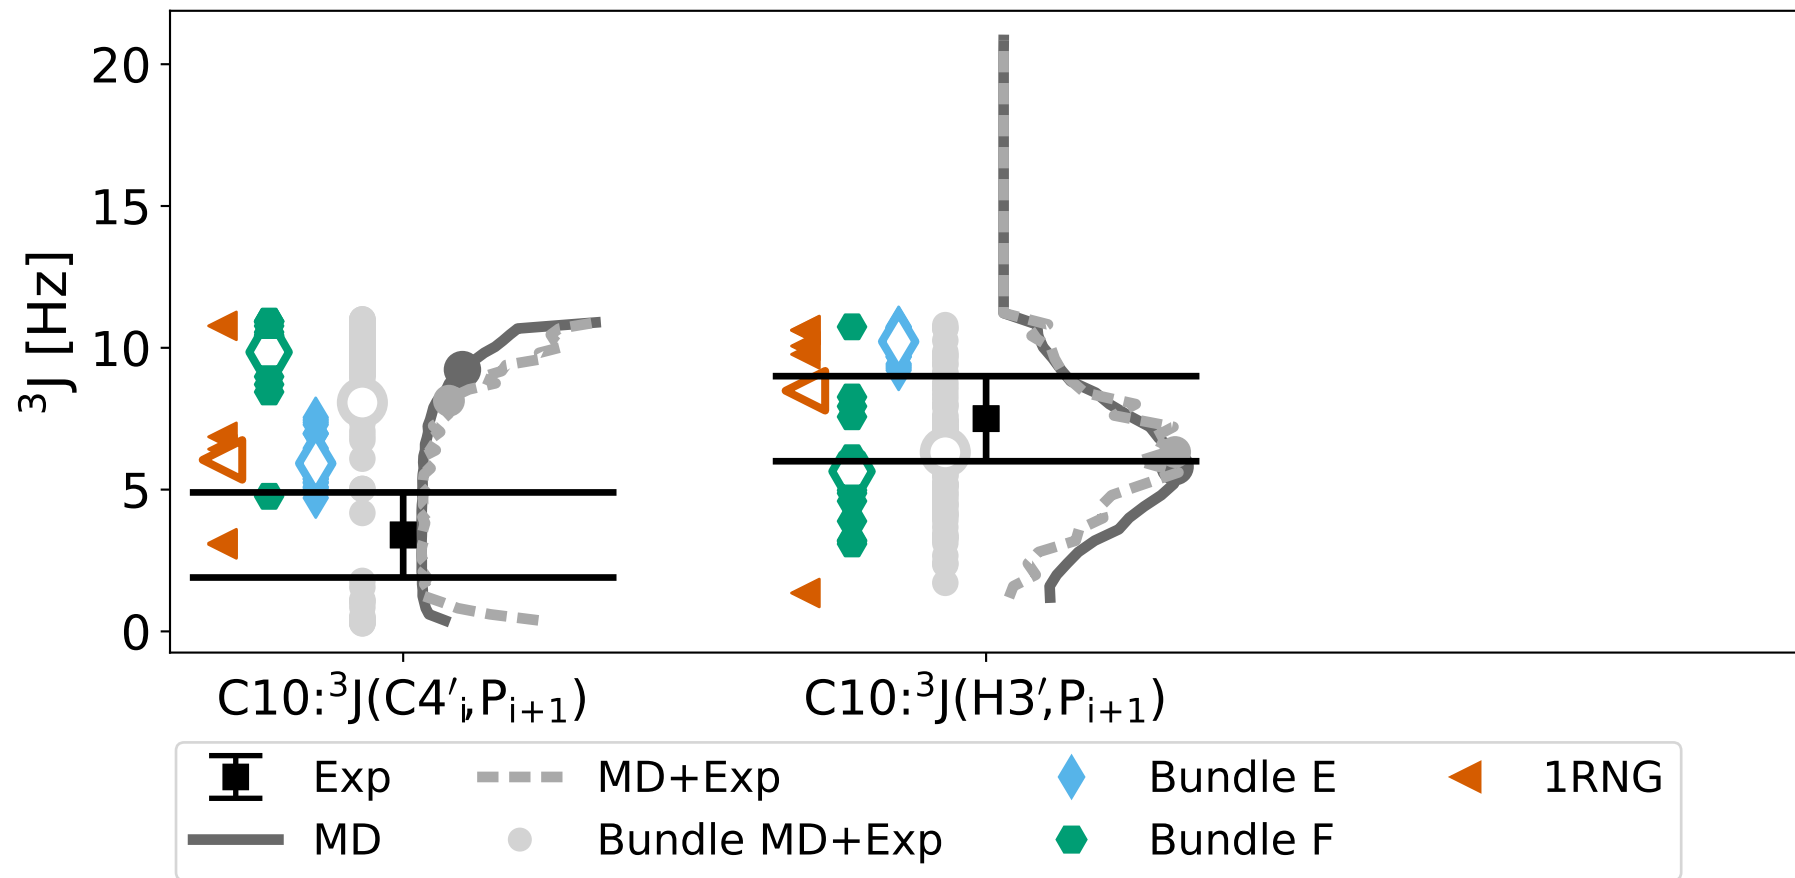 20
15
10
5
0
³J [Hz]
C10:³J(C4′ᵢ,Pᵢ₊₁)
C10:³J(H3′,Pᵢ₊₁)
Exp
MD+Exp
Bundle E
1RNG
MD
Bundle MD+Exp
Bundle F